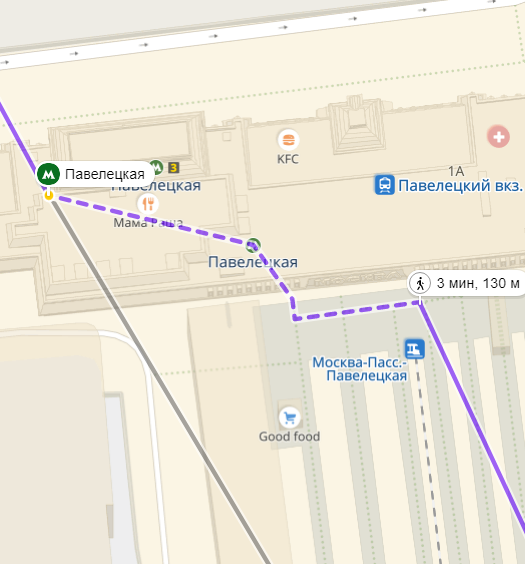 KFC
М Павелецкая
М 3
Павелецкая
1А
Павелецкий вкз.
Мама Раша
Павелецкая
3 мин, 130 м
Москва-Пасс.-
Павелецкая
Good food